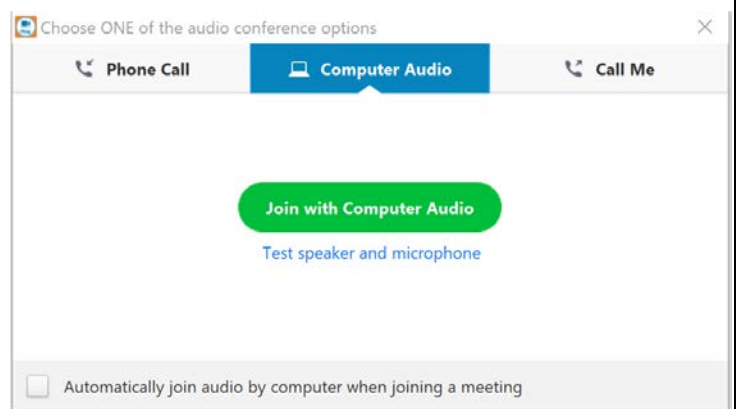 Choose ONE of the audio conference options
Phone Call
Computer Audio
Call Me
Join with Computer Audio
Test speaker and microphone
Automatically join audio by computer when joining a meeting